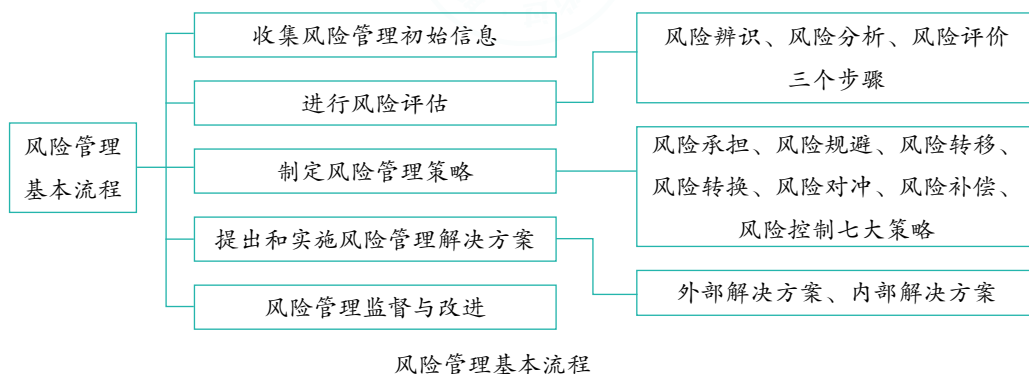 风险管理
基本流程
收集风险管理初始信息
进行风险评估
风险辨识、风险分析、风险评价
三个步骤
制定风险管理策略
风险承担、风险规避、风险转移、
风险转换、风险对冲、风险补偿、
风险控制七大策略
提出和实施风险管理解决方案
外部解决方案、内部解决方案
风险管理监督与改进
风险管理基本流程